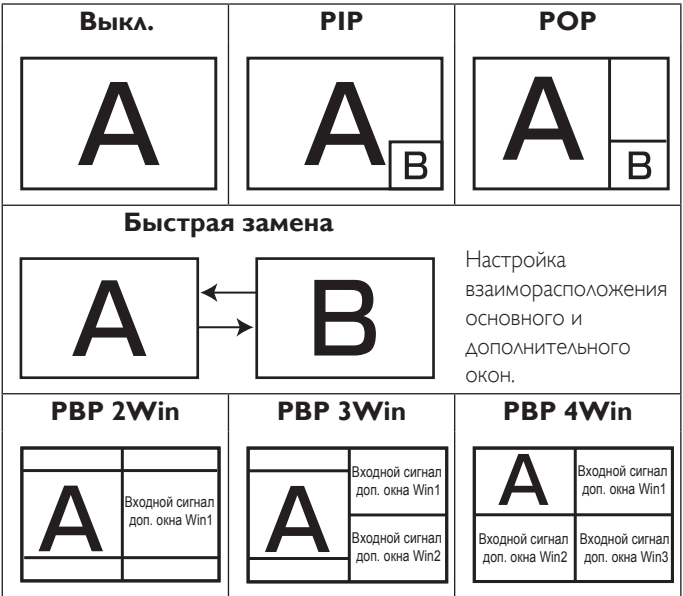 Выкл.
PIP
POP
A
A
B
A
B
Быстрая замена
A
B
Настройка
взаиморасположения
основного и
дополнительного
окон.
PBP 2Win
PBP 3Win
PBP 4Win
A
Входной сигнал
доп. окна Win1
A
Входной сигнал
доп. окна Win1
Входной сигнал
доп. окна Win2
A
Входной сигнал
доп. окна Win1
Входной сигнал
доп. окна Win2
Входной сигнал
доп. окна Win3